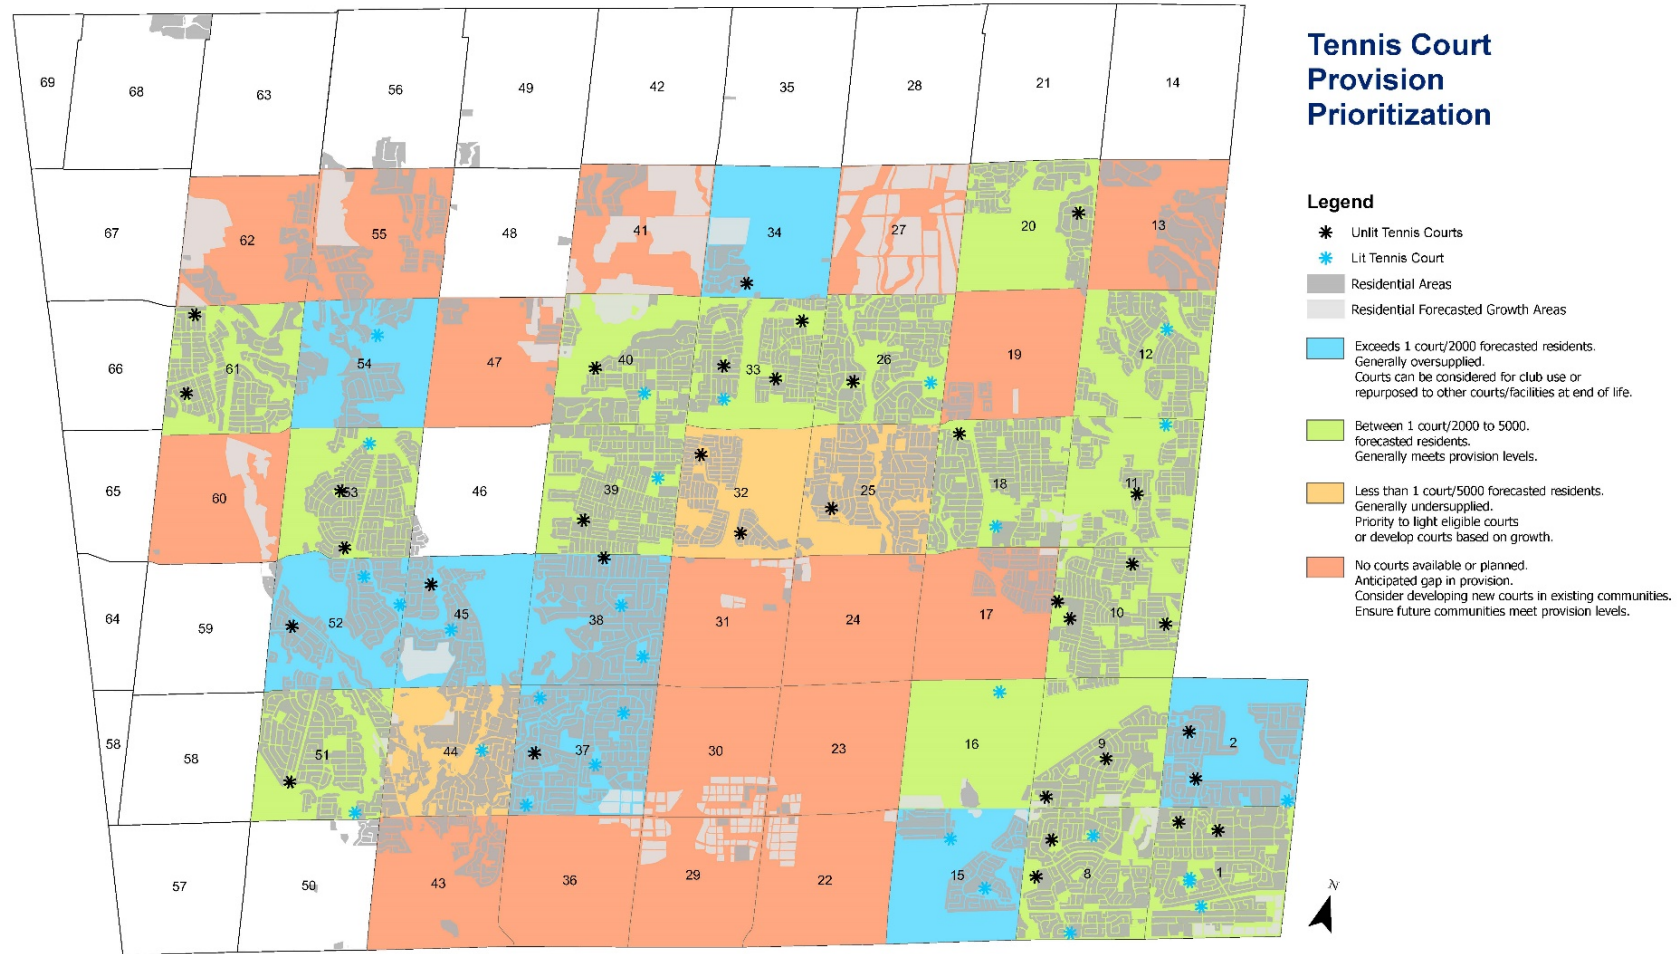 Tennis Court
Provision
Prioritization
Legend
Unlit Tennis Courts
Lit Tennis Court
Residential Areas
Residential Forecasted Growth Areas
Exceeds 1 court/2000 forecasted residents.
Generally oversupplied.
Courts can be considered for club use or
repurposed to other courts/facilities at end of life.
Between 1 court/2000 to 5000.
forecasted residents.
Generally meets provision levels.
Less than 1 court/5000 forecasted residents.
Generally undersupplied.
Priority to light eligible courts
or develop courts based on growth.
No courts available or planned.
Anticipated gap in provision.
Consider developing new courts in existing communities.
Ensure future communities meet provision levels.
N
69 68 63 56 49 42 35 28 21 14
67 62 55 48 41 34 27 20 13
66 61 54 47 40 33 26 19 12
65 60 53 46 39 32 25 18 11
64 59 52 45 38 31 24 17 10
58 58 51 44 37 30 23 16 9 2
57 50 43 36 29 22 15 8 1